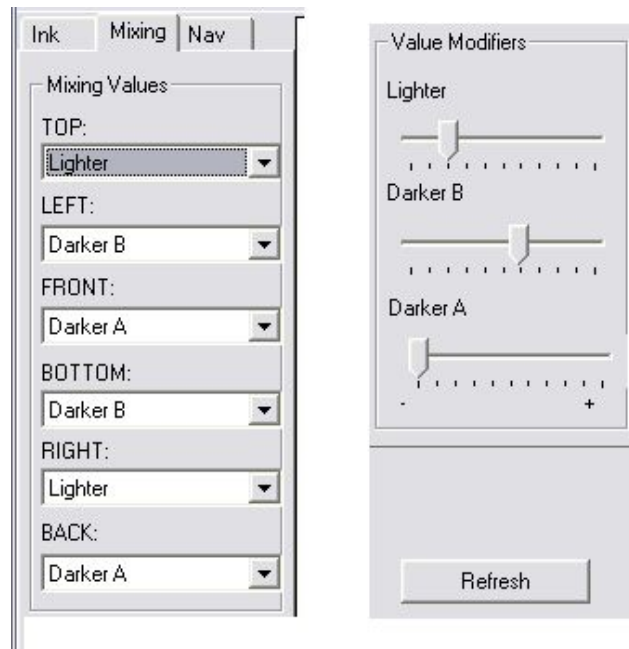 Ink Mixing Nav
Mixing Values
TOP:
Lighter
LEFT:
Darker B
FRONT:
Darker A
BOTTOM:
Darker B
RIGHT:
Lighter
BACK:
Darker A
Value Modifiers
Lighter
Darker B
Darker A
- +
Refresh